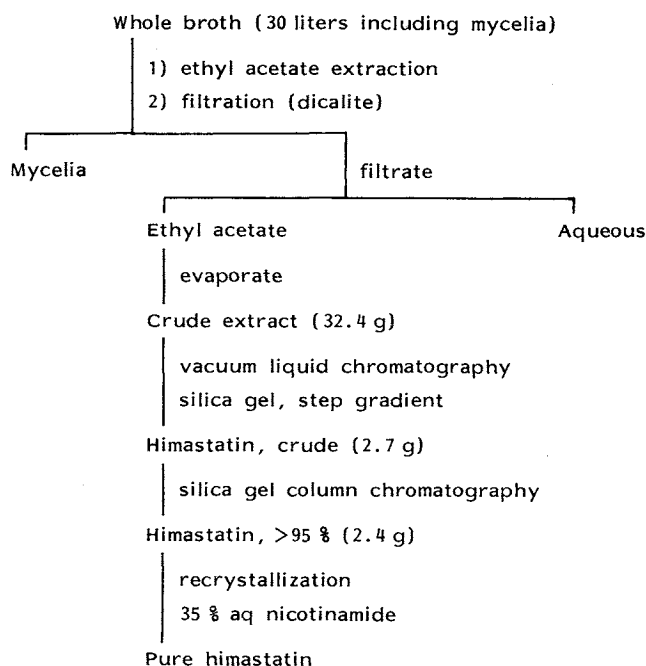 Whole broth (30 liters including mycelia)
1) ethyl acetate extraction
2) filtration (dicalite)
Mycelia
filtrate
Ethyl acetate
Aqueous
evaporate
Crude extract (32.4 g)
vacuum liquid chromatography
silica gel, step gradient
Himastatin, crude (2.7 g)
silica gel column chromatography
Himastatin, >95 % (2.4 g)
recrystallization
35 % aq nicotinamide
Pure himastatin